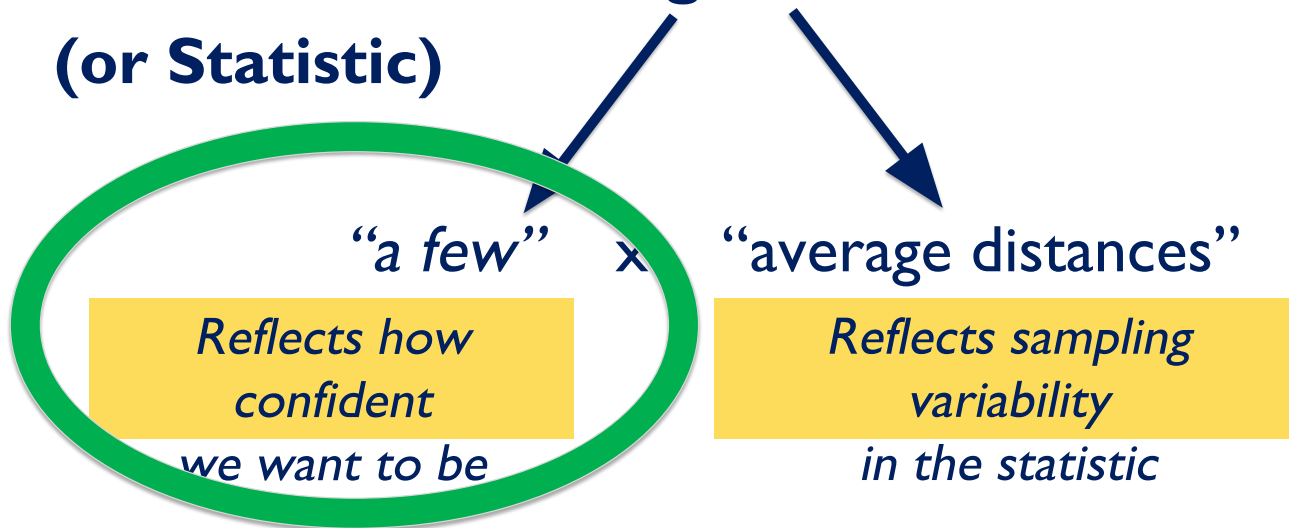 (or Statistic)
“a few” x “average distances”
Reflects how
confident
we want to be
Reflects sampling
variability
in the statistic